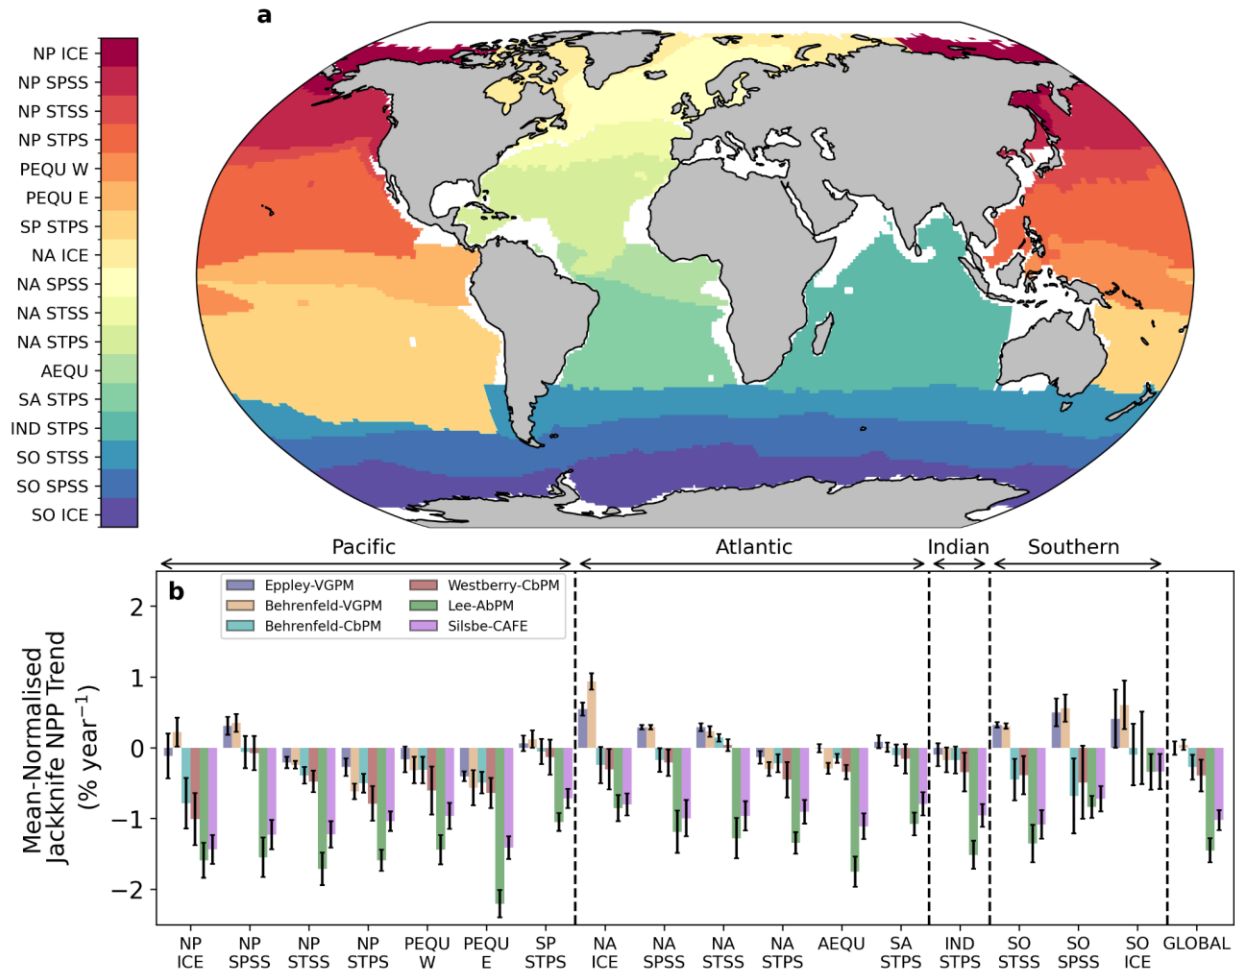 a
NP ICE
NP SPSS
NP STSS
NP STPS
PEQU W
PEQU E
SP STPS
NA ICE
NA SPSS
NA STSS
NA STPS
AEQU
SA STPS
IND STPS
SO STSS
SO SPSS
SO ICE
Pacific
Atlantic
Indian
Southern
b
Eppley-VGPM
Behrenfeld-VGPM
Behrenfeld-CbPM
Westberry-CbPM
Lee-AbPM
Silsbe-CAFE
Mean-Normalised
Jackknife NPP Trend
(% year⁻¹)
2
1
0
−1
−2
NP
ICE
NP
SPSS
NP
STSS
NP
STPS
PEQU
W
PEQU
E
SP
STPS
NA
ICE
NA
SPSS
NA
STSS
NA
STPS
AEQU
SA
STPS
IND
STPS
SO
STSS
SO
SPSS
SO
ICE
GLOBAL